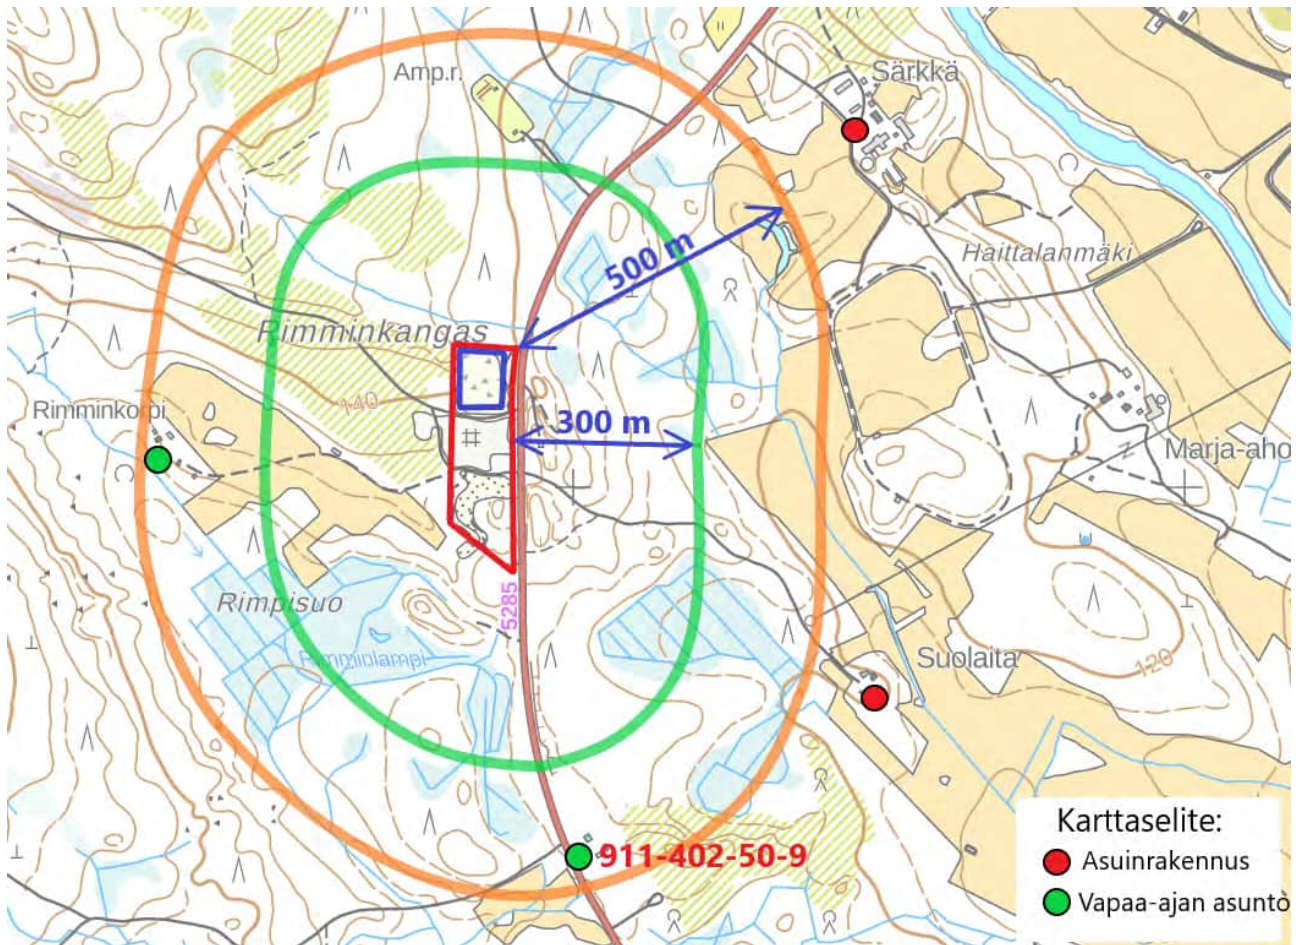 Amp.r.
Särkkä
500 m
Haittalanmäki
Rimminkangas
140
Rimminkorpi
300 m
Marja-aho
5285
Rimpisuo
Rimminlampi
Suolaita
120
911-402-50-9
Karttaselite:
Asuinrakennus
Vapaa-ajan asunto